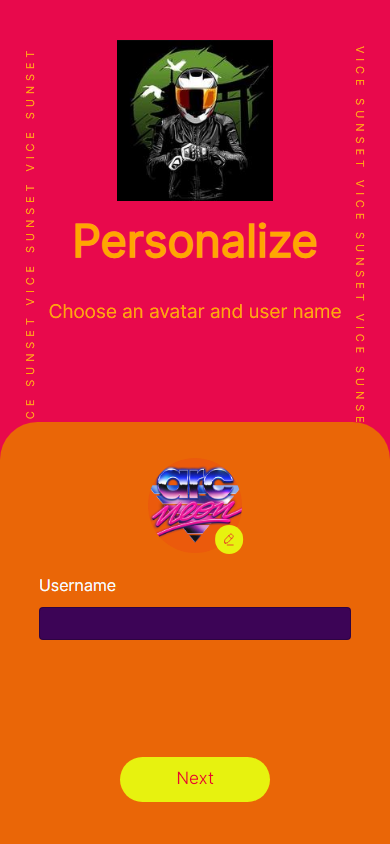 VICE SUNSET VICE SUNSET
VICE SUNSET VICE SUNSET VICE SUNSE
Personalize
Choose an avatar and user name
CE SUNSET
arc
neon
Username
Next